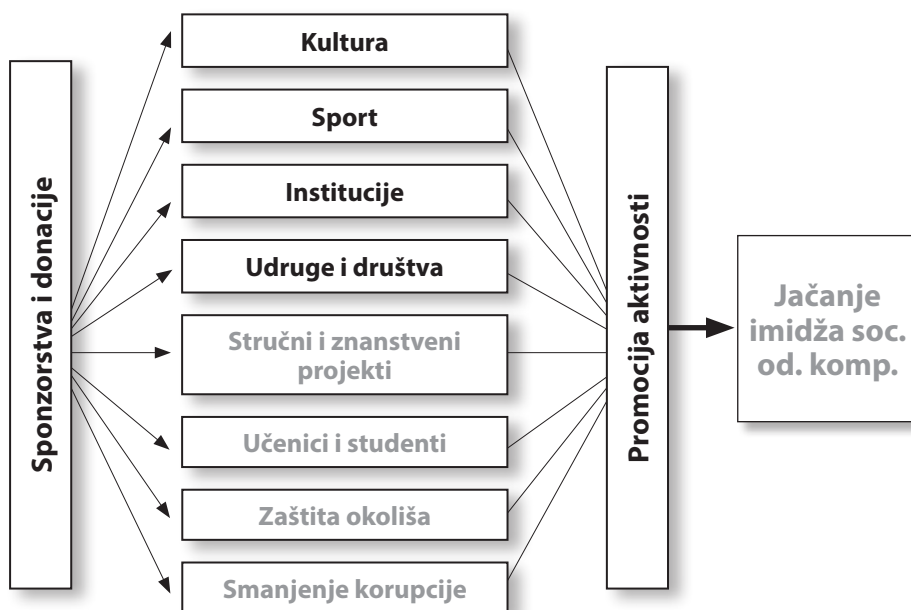 Sponzorstva i donacije
Kultura
Sport
Institucije
Udruge i društva
Stručni i znanstveni
projekti
Učenici i studenti
Zaštita okoliša
Smanjenje korupcije
Promocija aktivnosti
Jačanje
imidža soc.
od. komp.